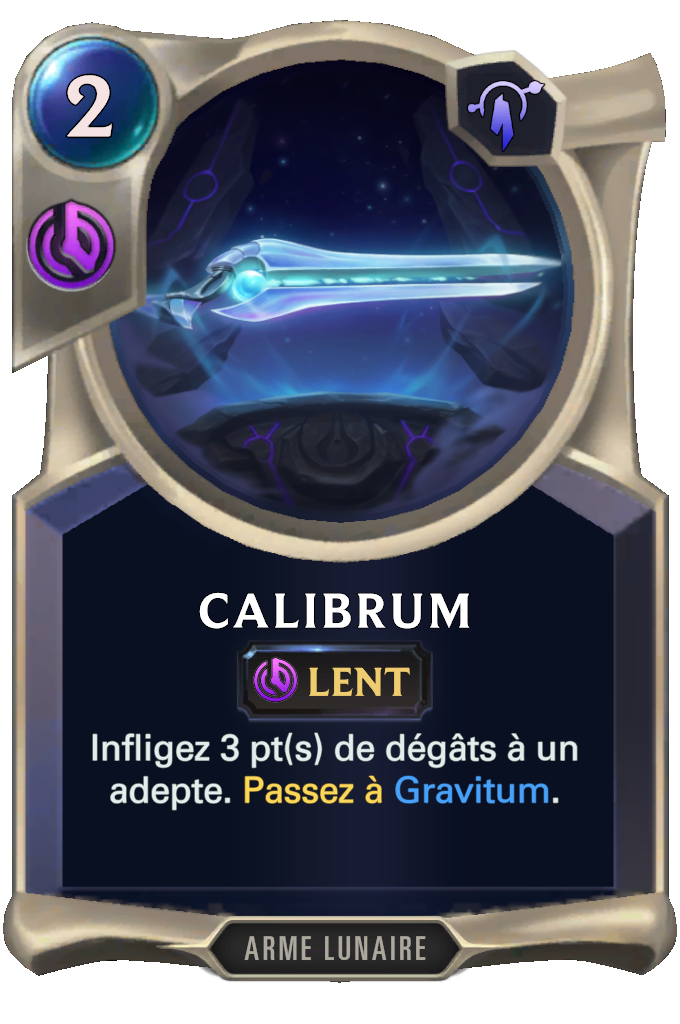 2
CALIBRUM
LENT
Infligez 3 pt(s) de dégâts à un
adepte. Passez à Gravitum.
ARME LUNAIRE